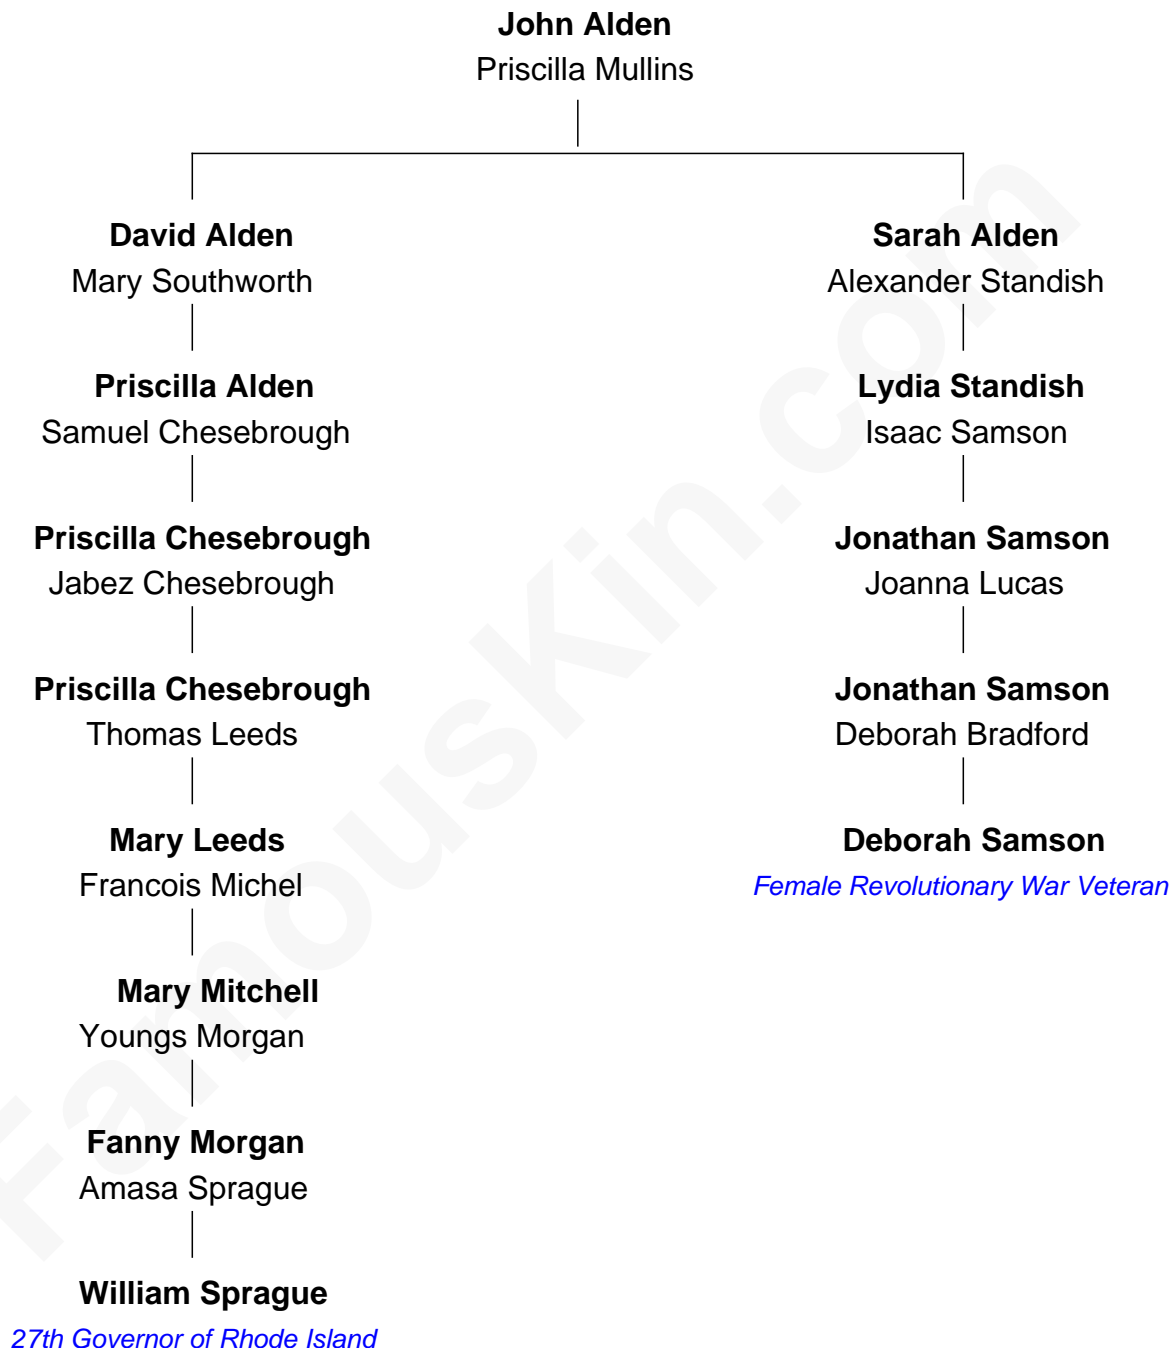 John Alden
Priscilla Mullins
David Alden
Mary Southworth
Priscilla Alden
Samuel Chesebrough
Priscilla Chesebrough
Jabez Chesebrough
Priscilla Chesebrough
Thomas Leeds
Mary Leeds
Francois Michel
Mary Mitchell
Youngs Morgan
Fanny Morgan
Amasa Sprague
William Sprague
27th Governor of Rhode Island
Sarah Alden
Alexander Standish
Lydia Standish
Isaac Samson
Jonathan Samson
Joanna Lucas
Jonathan Samson
Deborah Bradford
Deborah Samson
Female Revolutionary War Veteran
FamousKin.com